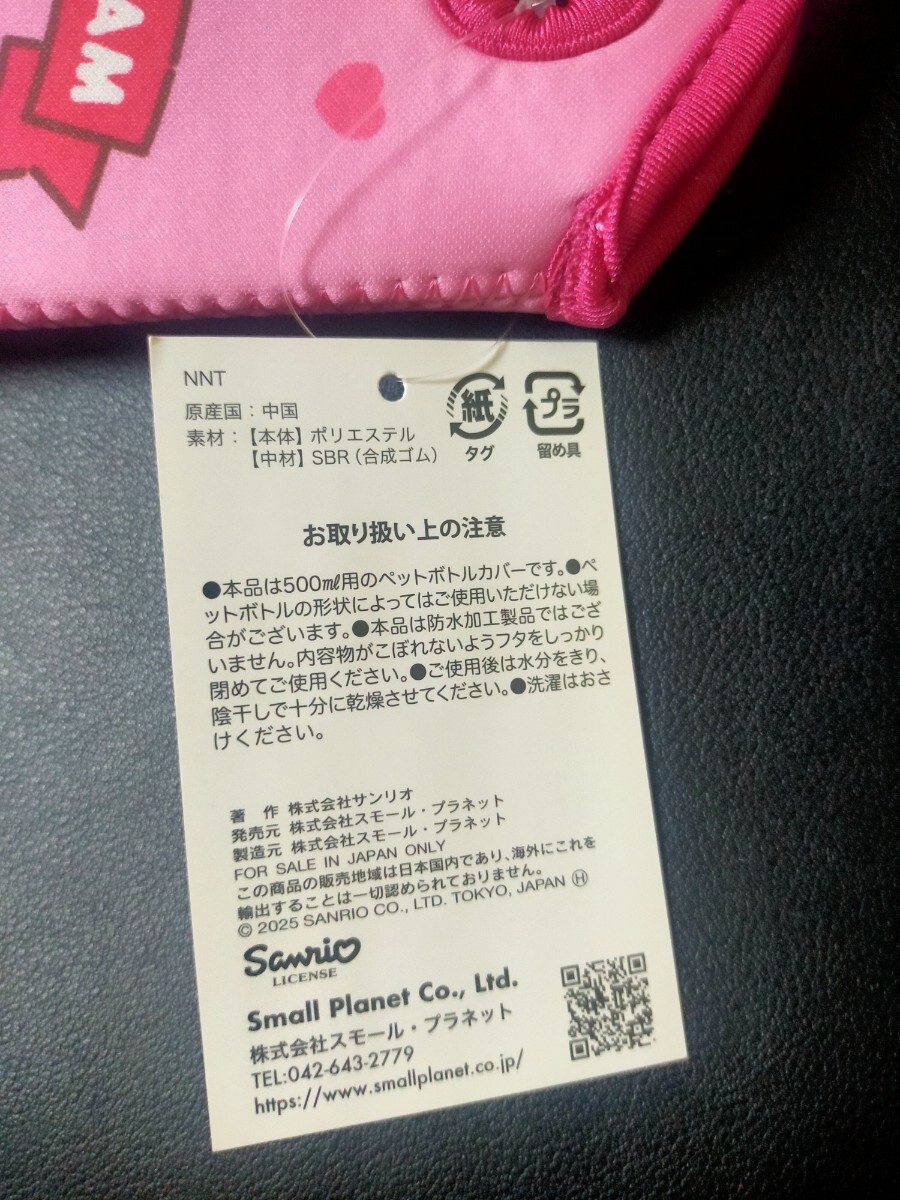 AM
NNT
原産国：中国
素材：【本体】ポリエステル
【中材】SBR（合成ゴム）
紙
タグ
プラ
留め具
お取り扱い上の注意
●本品は500㎖用のペットボトルカバーです。●ペ
ットボトルの形状によってはご使用いただけない場
合がございます。●本品は防水加工製品ではござ
いません。内容物がこぼれないようフタをしっかり
閉めてご使用ください。●ご使用後は水分をきり、
陰干しで十分に乾燥させてください。●洗濯はおさ
けください。
著　作 株式会社サンリオ
発売元 株式会社スモール・プラネット
製造元 株式会社スモール・プラネット
FOR SALE IN JAPAN ONLY
この商品の販売地域は日本国内であり、海外にこれを
輸出することは一切認められておりません。
© 2025 SANRIO CO., LTD. TOKYO, JAPAN Ⓗ
Sanrio
LICENSE
Small Planet Co., Ltd.
株式会社スモール・プラネット
TEL:042-643-2779
https://www.smallplanet.co.jp/